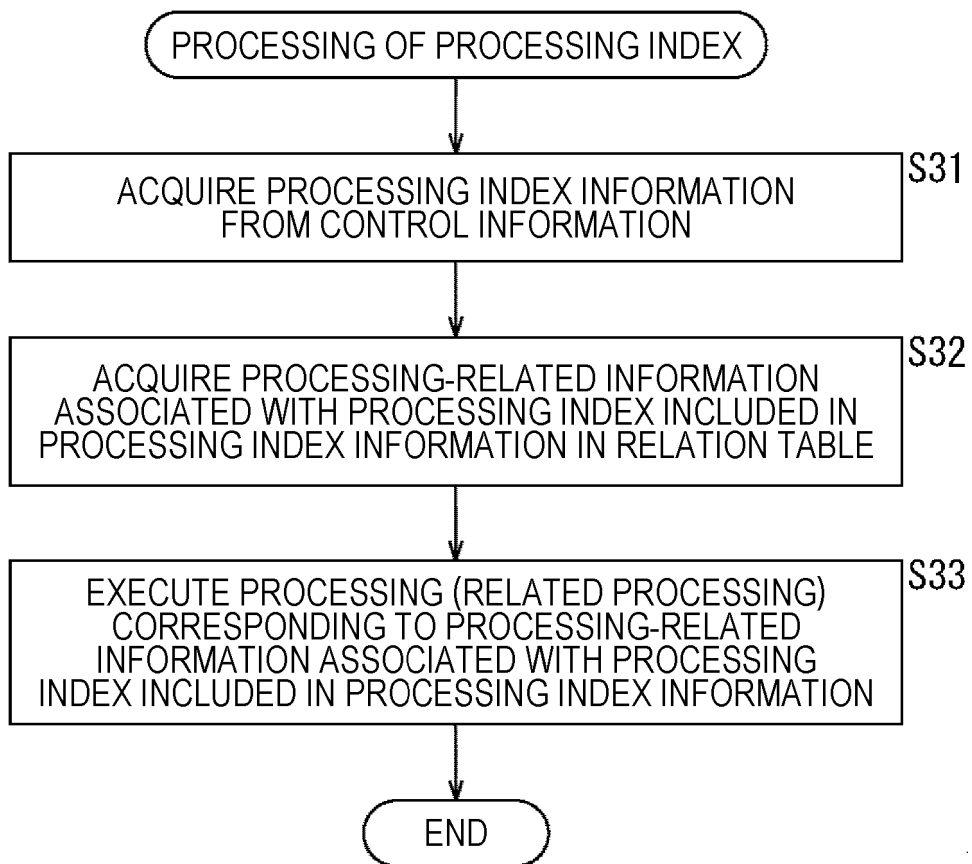 PROCESSING OF PROCESSING INDEX
S31
ACQUIRE PROCESSING INDEX INFORMATION
FROM CONTROL INFORMATION
S32
ACQUIRE PROCESSING-RELATED INFORMATION
ASSOCIATED WITH PROCESSING INDEX INCLUDED IN
PROCESSING INDEX INFORMATION IN RELATION TABLE
S33
EXECUTE PROCESSING (RELATED PROCESSING)
CORRESPONDING TO PROCESSING-RELATED
INFORMATION ASSOCIATED WITH PROCESSING
INDEX INCLUDED IN PROCESSING INDEX INFORMATION
END